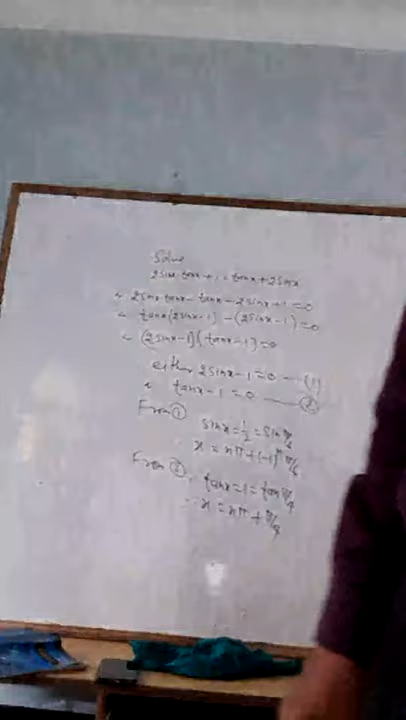 Solve
2sinx.tanx + 1 = tanx + 2sinx
2sinx.tanx - tanx - 2sinx + 1 = 0
tanx(2sinx - 1) - (2sinx - 1) = 0
(2sinx - 1)(tanx - 1) = 0
either 2sinx - 1 = 0 — (1)
tanx - 1 = 0 — (2)
From (1)
sinx = 1/2 = sin π/6
x = nπ + (-1)ⁿ π/6
From (2),
tanx = 1 = tan π/4
∴ x = nπ + π/4